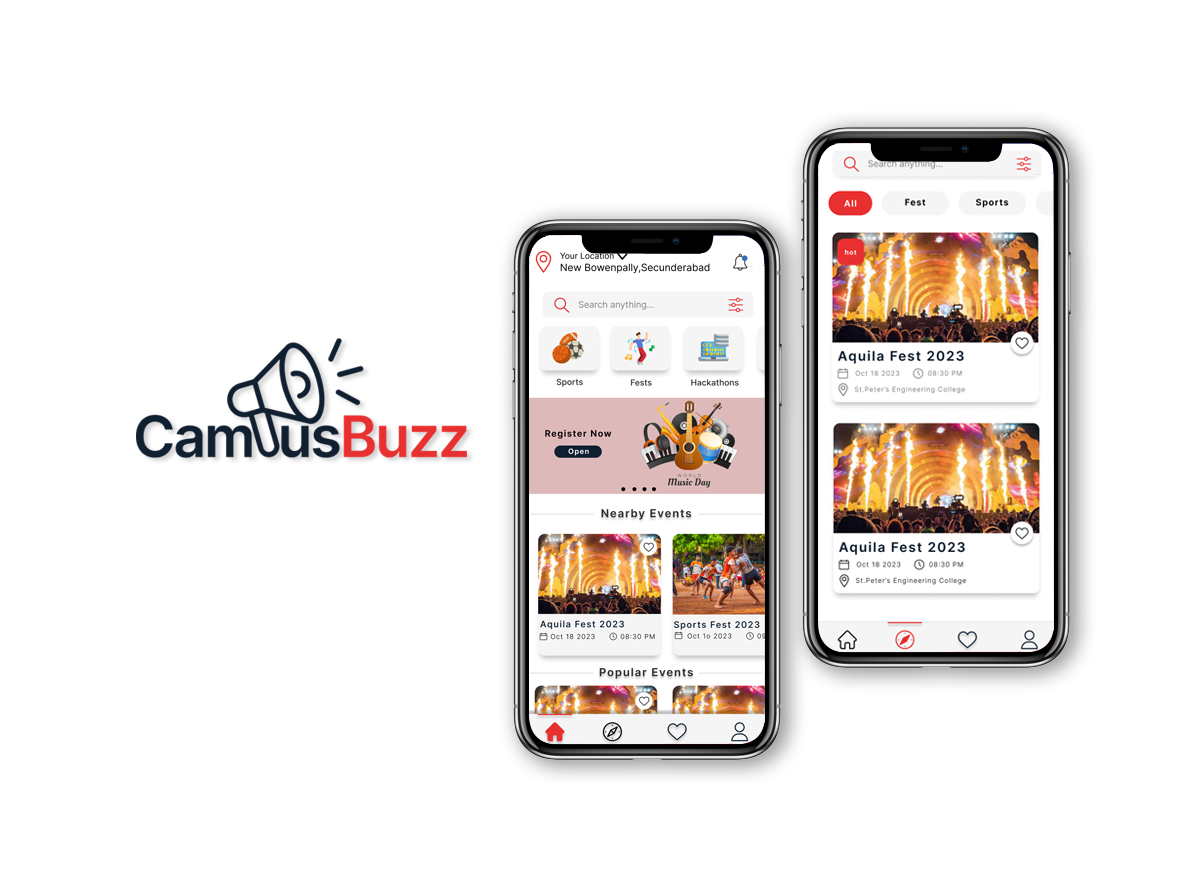 CampusBuzz
Your Location
New Bowenpally,Secunderabad
Search anything...
Sports
Fests
Hackathons
Register Now
Open
WORLD
Music Day
Nearby Events
Aquila Fest 2023
Oct 18 2023
08:30 PM
Sports Fest 2023
Oct 1o 2023
09
Popular Events
Search anything...
All
Fest
Sports
hot
Aquila Fest 2023
Oct 18 2023
08:30 PM
St.Peter's Engineering College
Aquila Fest 2023
Oct 18 2023
08:30 PM
St.Peter's Engineering College